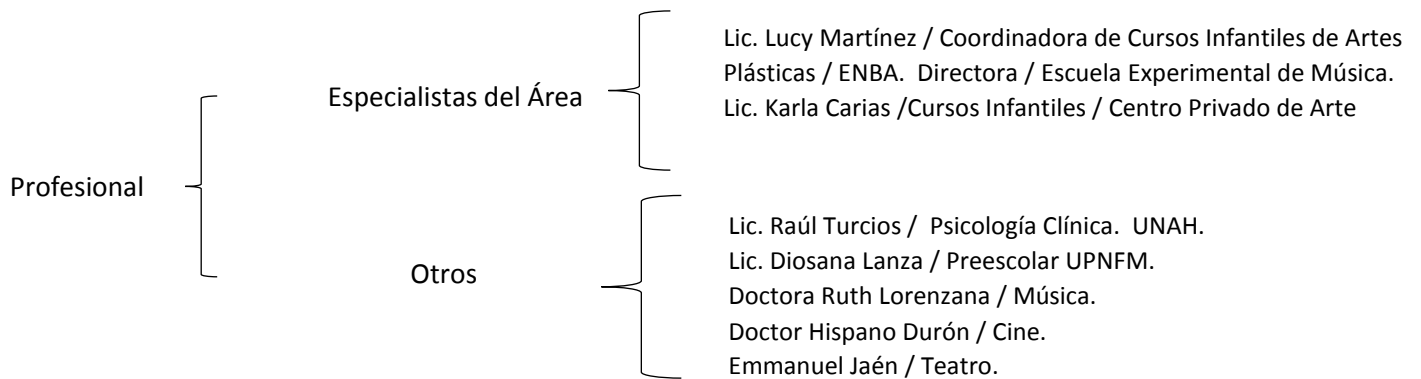 Profesional
Especialistas del Área
Lic. Lucy Martínez / Coordinadora de Cursos Infantiles de Artes
Plásticas / ENBA. Directora / Escuela Experimental de Música.
Lic. Karla Carias /Cursos Infantiles / Centro Privado de Arte
Otros
Lic. Raúl Turcios / Psicología Clínica. UNAH.
Lic. Diosana Lanza / Preescolar UPNFM.
Doctora Ruth Lorenzana / Música.
Doctor Hispano Durón / Cine.
Emmanuel Jaén / Teatro.